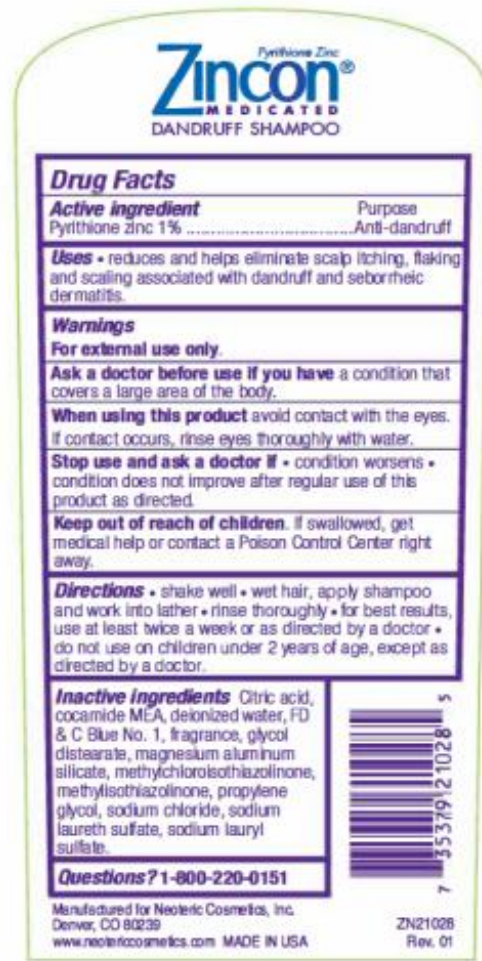 Pyrithione Zinc
Zincon®
MEDICATED
DANDRUFF SHAMPOO
Drug Facts
Active ingredient Purpose
Pyrithione zinc 1% ..................................Anti-dandruff
Uses • reduces and helps eliminate scalp itching, flaking
and scaling associated with dandruff and seborrheic
dermatitis.
Warnings
For external use only.
Ask a doctor before use if you have a condition that
covers a large area of the body.
When using this product avoid contact with the eyes.
If contact occurs, rinse eyes thoroughly with water.
Stop use and ask a doctor if • condition worsens •
condition does not improve after regular use of this
product as directed.
Keep out of reach of children. If swallowed, get
medical help or contact a Poison Control Center right
away.
Directions • shake well • wet hair, apply shampoo
and work into lather • rinse thoroughly • for best results,
use at least twice a week or as directed by a doctor •
do not use on children under 2 years of age, except as
directed by a doctor.
Inactive ingredients Citric acid,
cocamide MEA, deionized water, FD
& C Blue No. 1, fragrance, glycol
distearate, magnesium aluminum
silicate, methylchloroisothiazolinone,
methylisothiazolinone, propylene
glycol, sodium chloride, sodium
laureth sulfate, sodium lauryl
sulfate.
Questions? 1-800-220-0151
7 35379 21028 5
Manufactured for Neoteric Cosmetics, Inc.
Denver, CO 80239
www.neotericcosmetics.com MADE IN USA
ZN21028
Rev. 01